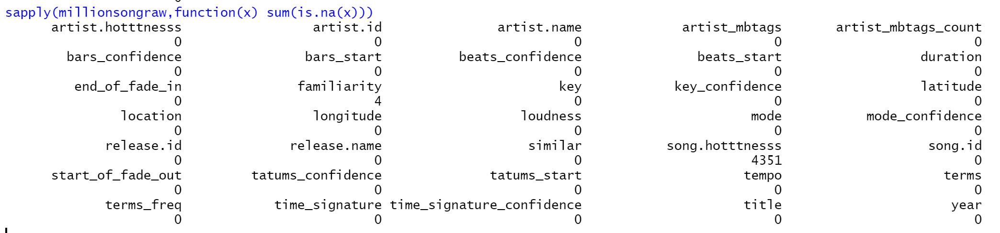 sapply(millionsongraw,function(x) sum(is.na(x)))
artist.hotttnesss artist.id artist.name artist_mbtags artist_mbtags_count
0 0 0 0 0
bars_confidence bars_start beats_confidence beats_start duration
0 0 0 0 0
end_of_fade_in familiarity key key_confidence latitude
0 4 0 0 0
location longitude loudness mode mode_confidence
0 0 0 0 0
release.id release.name similar song.hotttnesss song.id
0 0 0 4351 0
start_of_fade_out tatums_confidence tatums_start tempo terms
0 0 0 0 0
terms_freq time_signature time_signature_confidence title year
0 0 0 0 0